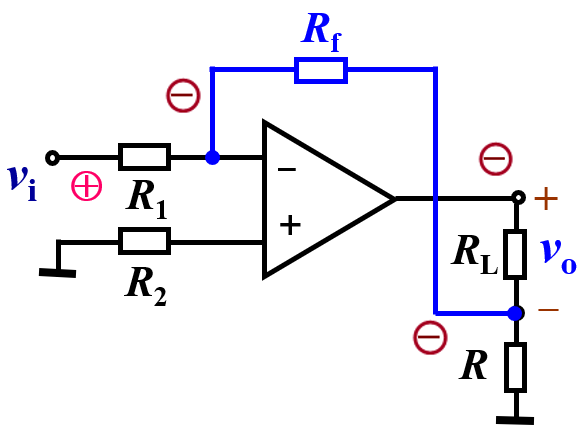 Rf
⊖
⊖
vi
⊕
R1
−
+
R2
+
RL
vo
−
⊖
R